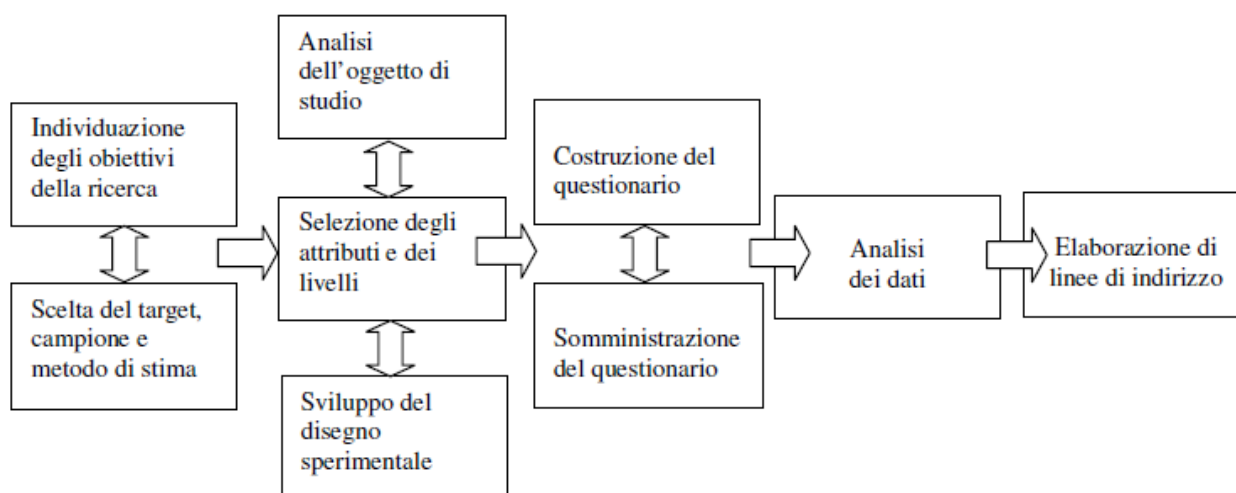 Individuazione
degli obiettivi
della ricerca
Scelta del target,
campione e
metodo di stima
Analisi
dell'oggetto di
studio
Selezione degli
attributi e dei
livelli
Sviluppo del
disegno
sperimentale
Costruzione del
questionario
Somministrazione
del questionario
Analisi
dei dati
Elaborazione di
linee di indirizzo